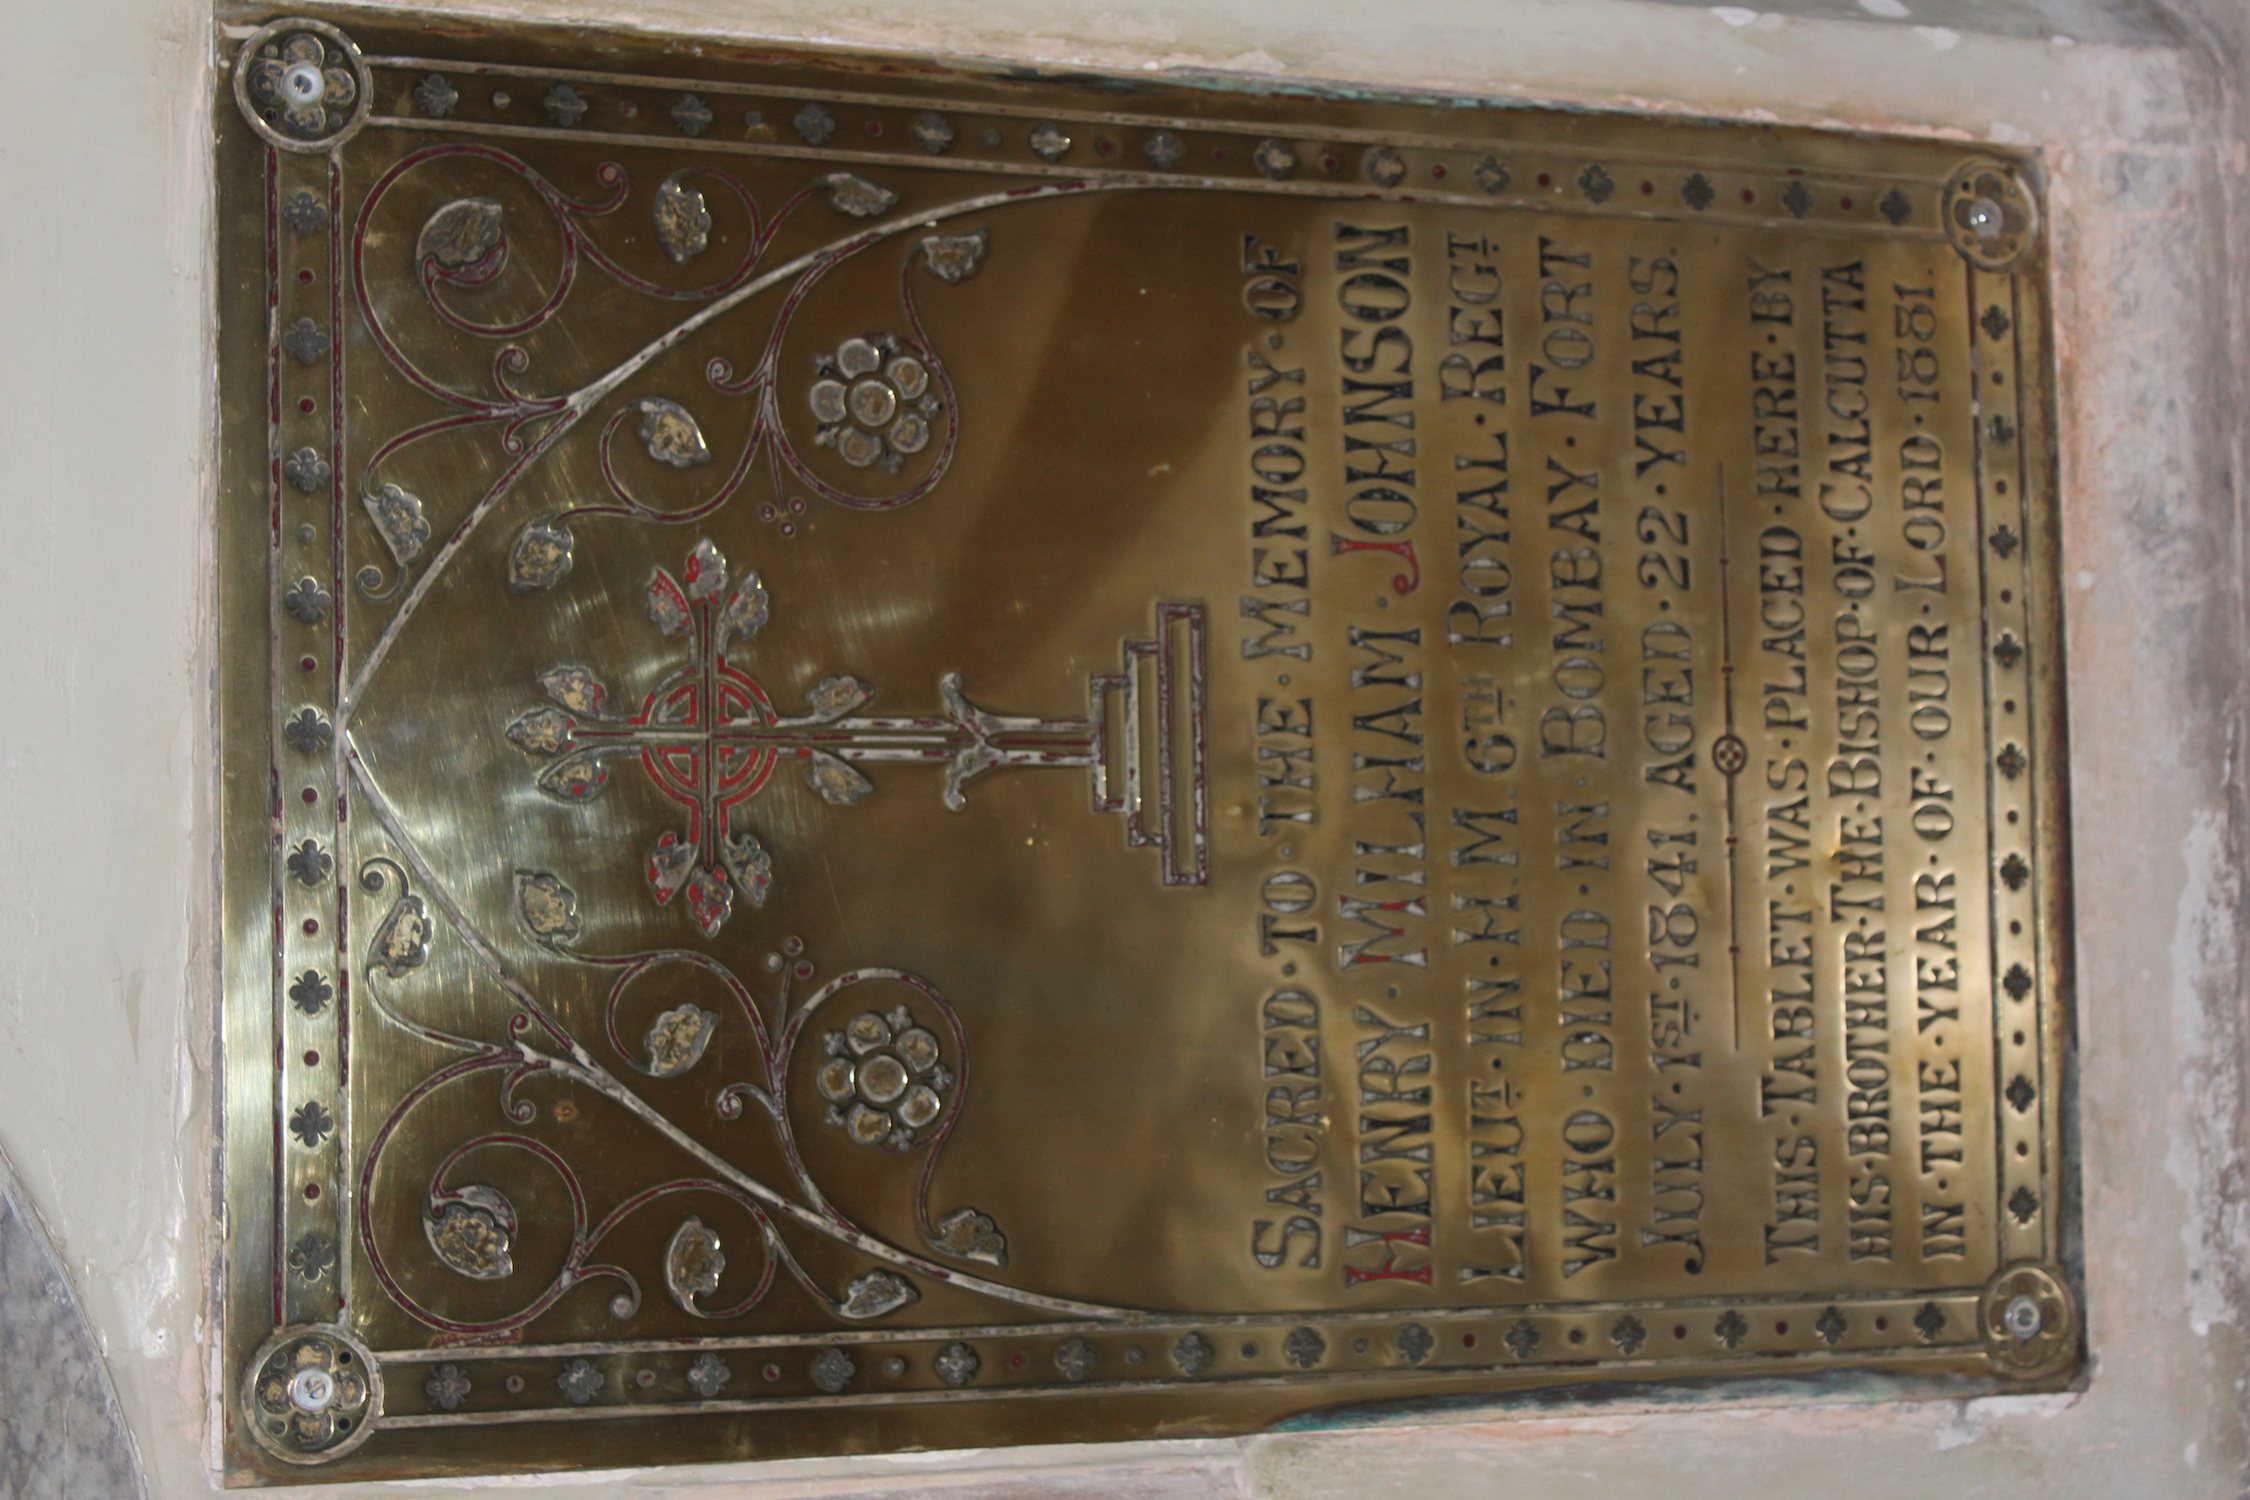 SACRED·TO·THE·MEMORY·OF
HENRY·WILLIAM·JOHNSON
LIEUT·IN·H.M.6TH ROYAL·REGT
WHO·DIED·IN·BOMBAY·FORT
JULY·1ST·1841. AGED·22·YEARS.
THIS·TABLET·WAS·PLACED·HERE·BY
HIS·BROTHER·THE·BISHOP·OF·CALCUTTA
IN·THE·YEAR·OF·OUR·LORD·1881.